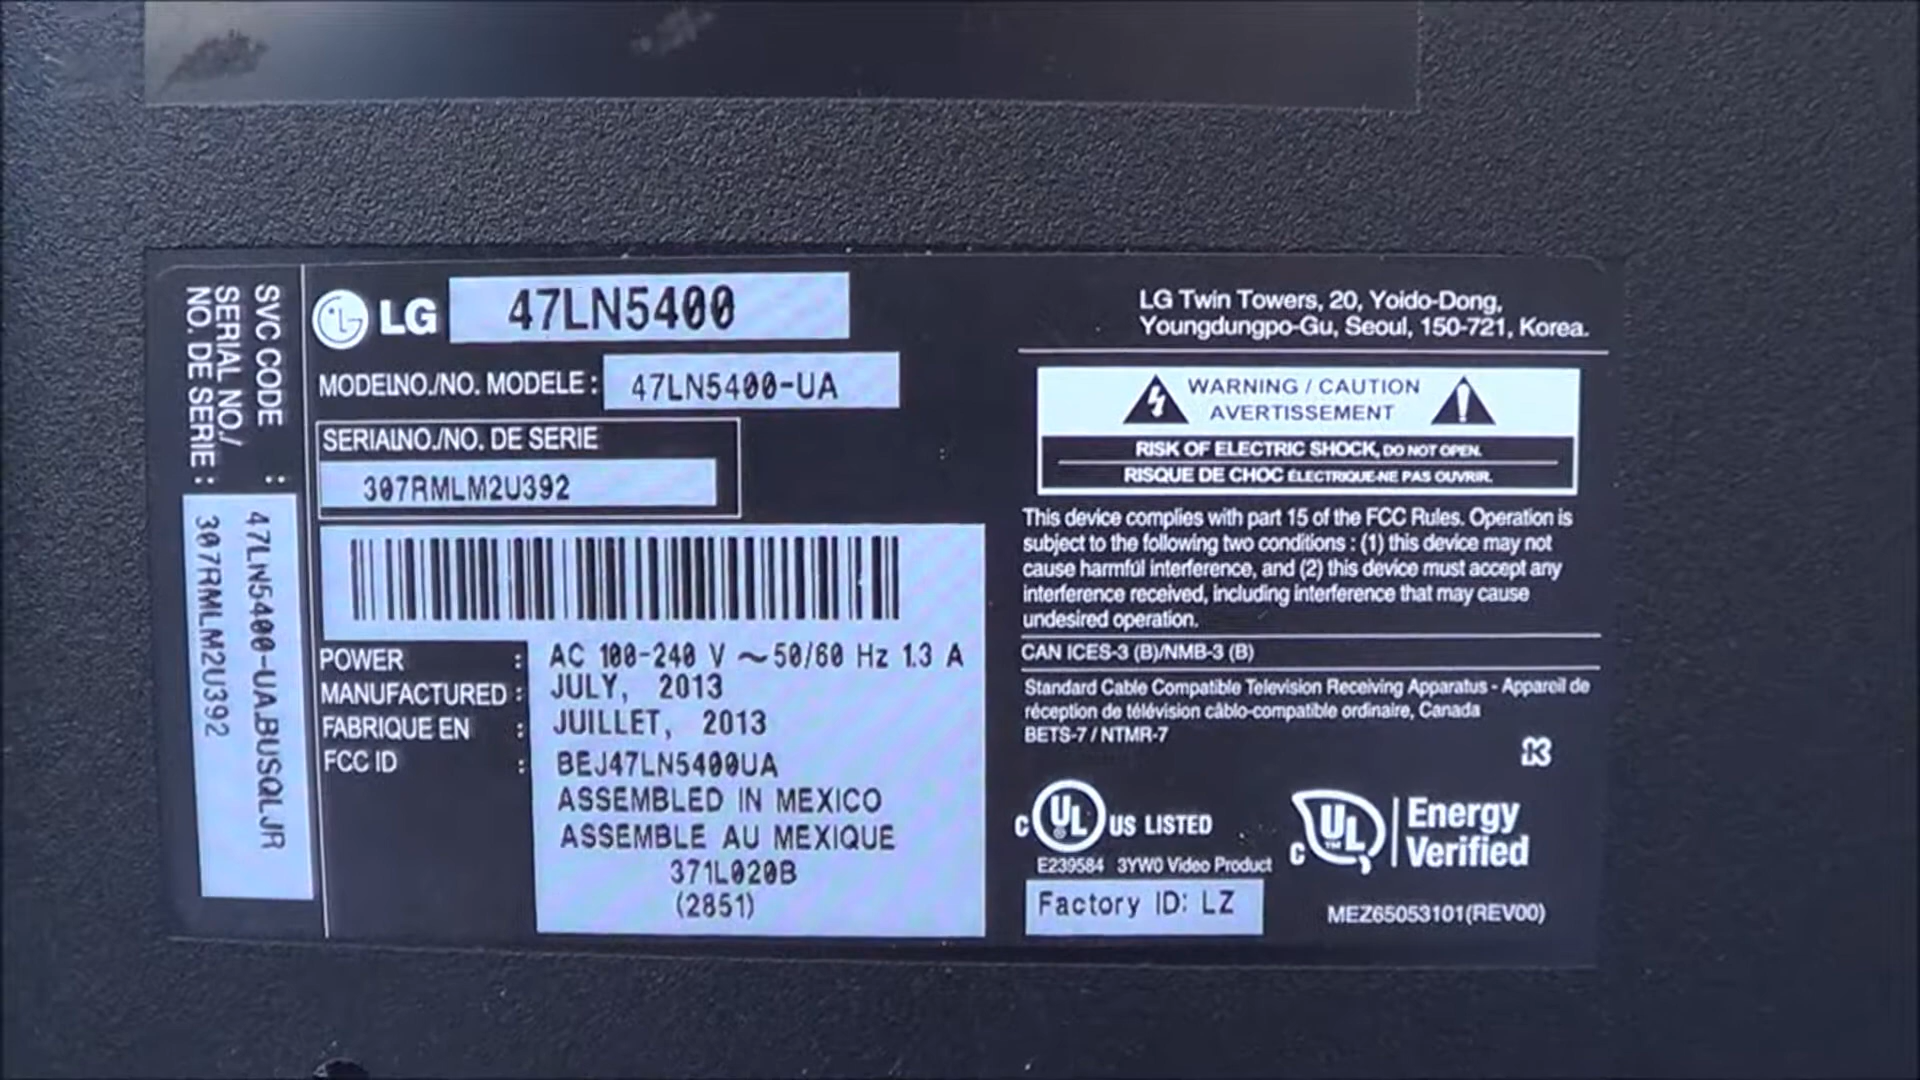 SVC CODE : 47LN5400-UA.BUSQLJR
SERIAL NO./
NO. DE SERIE : 307RMLM2U392
LG 47LN5400
MODELNO./NO. MODELE : 47LN5400-UA
SERIALNO./NO. DE SERIE
307RMLM2U392
POWER : AC 100-240 V ~50/60 Hz 1.3 A
MANUFACTURED : JULY, 2013
FABRIQUE EN : JUILLET, 2013
FCC ID : BEJ47LN5400UA
ASSEMBLED IN MEXICO
ASSEMBLE AU MEXIQUE
371L020B
(2851)
LG Twin Towers, 20, Yoido-Dong,
Youngdungpo-Gu, Seoul, 150-721, Korea.
WARNING / CAUTION
AVERTISSEMENT
RISK OF ELECTRIC SHOCK, DO NOT OPEN.
RISQUE DE CHOC ÉLECTRIQUE-NE PAS OUVRIR.
This device complies with part 15 of the FCC Rules. Operation is
subject to the following two conditions : (1) this device may not
cause harmful interference, and (2) this device must accept any
interference received, including interference that may cause
undesired operation.
CAN ICES-3 (B)/NMB-3 (B)
Standard Cable Compatible Television Receiving Apparatus - Appareil de
réception de télévision câblo-compatible ordinaire, Canada
BETS-7 / NTMR-7
C UL ® US LISTED
E239584 3YW0 Video Product
C UL ™ Energy
Verified
Factory ID: LZ
MEZ65053101(REV00)